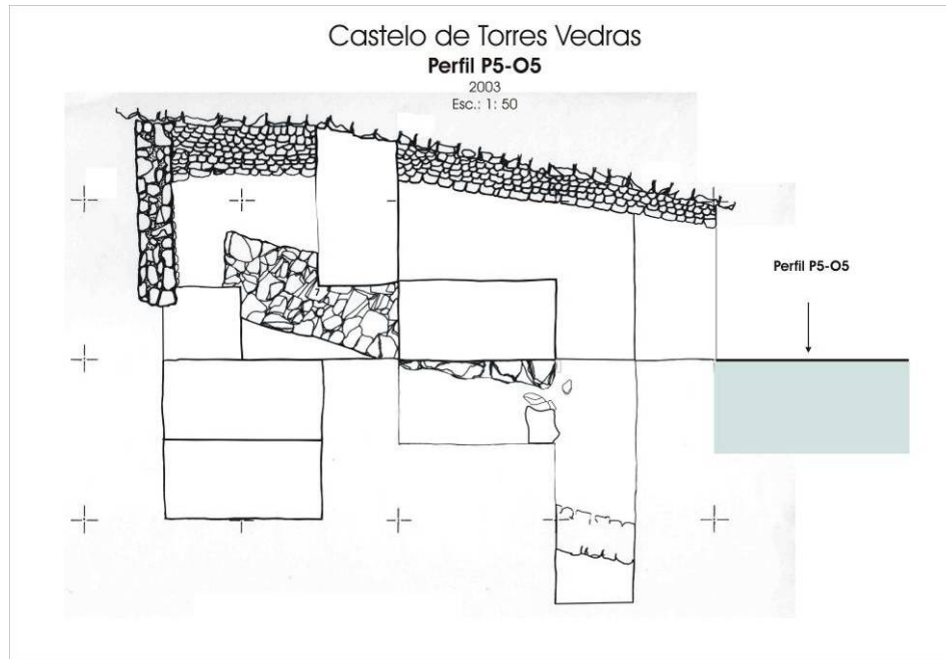 Castelo de Torres Vedras
Perfil P5-O5
2003
Esc.: 1: 50
Perfil P5-O5